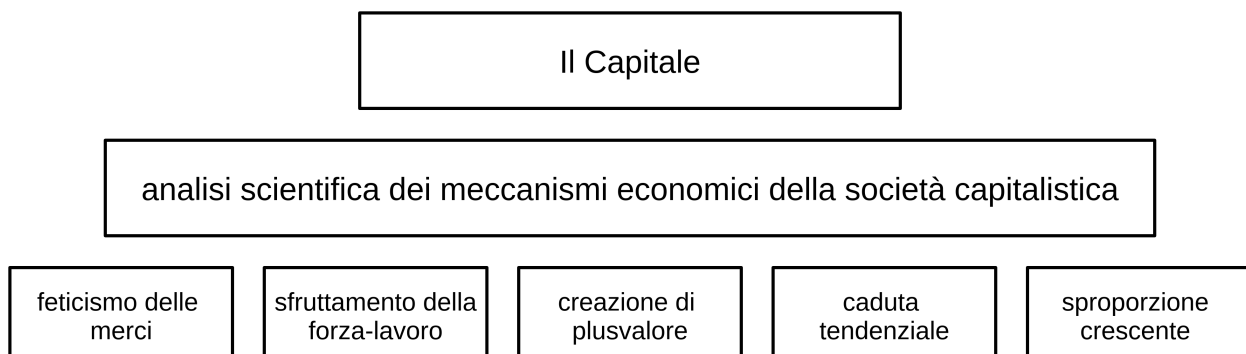 Il Capitale
analisi scientifica dei meccanismi economici della società capitalistica
feticismo delle
merci
sfruttamento della
forza-lavoro
creazione di
plusvalore
caduta
tendenziale
sproporzione
crescente